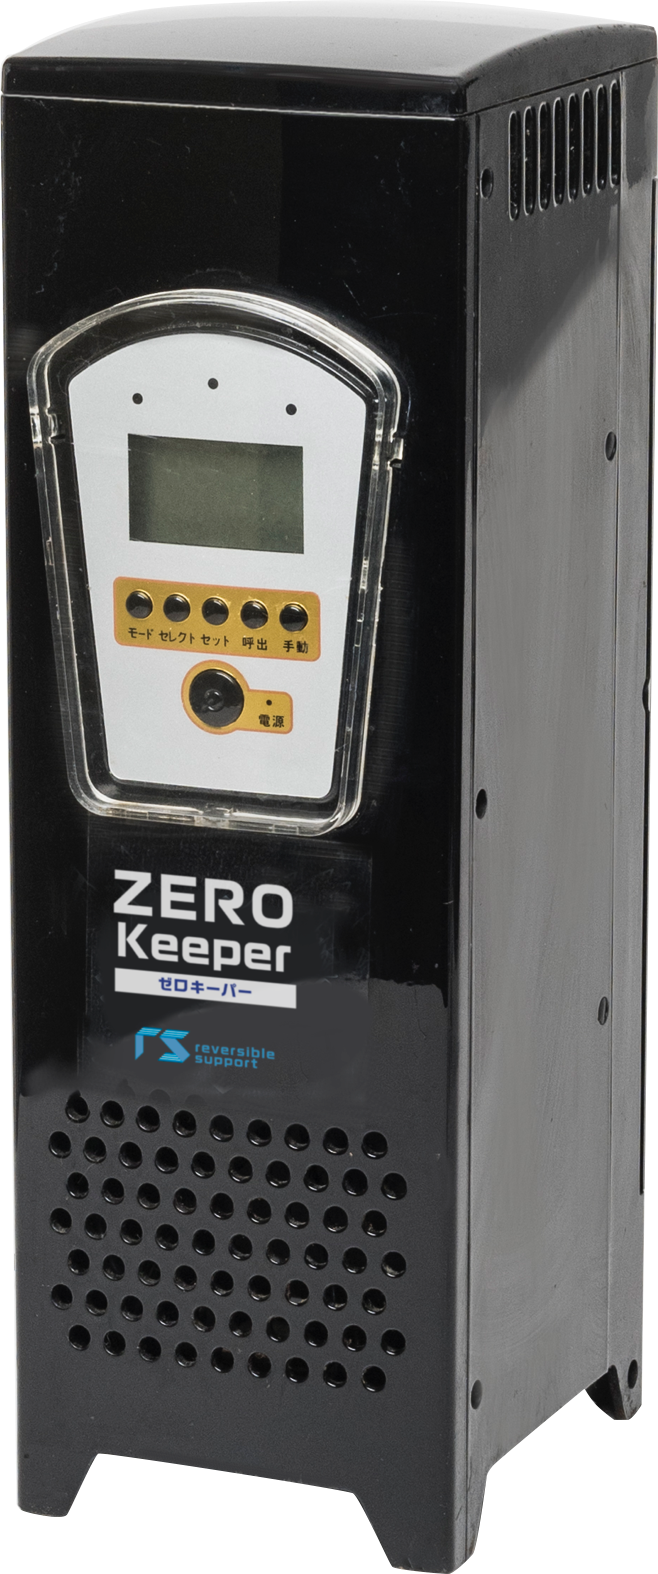 モード セレクト セット 呼出 手動
電源
ZERO
Keeper
ゼロキーパー
rs reversible
support